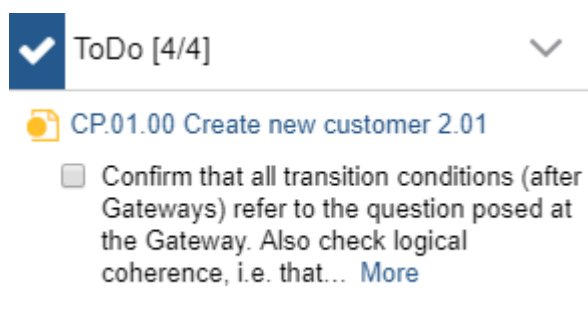 ToDo [4/4]
CP.01.00 Create new customer 2.01
Confirm that all transition conditions (after
Gateways) refer to the question posed at
the Gateway. Also check logical
coherence, i.e. that... More